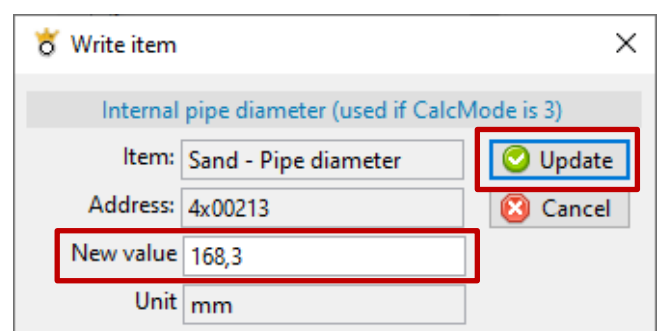 Write item
Internal pipe diameter (used if CalcMode is 3)
Item: Sand - Pipe diameter Update
Address: 4x00213 Cancel
New value 168,3
Unit mm